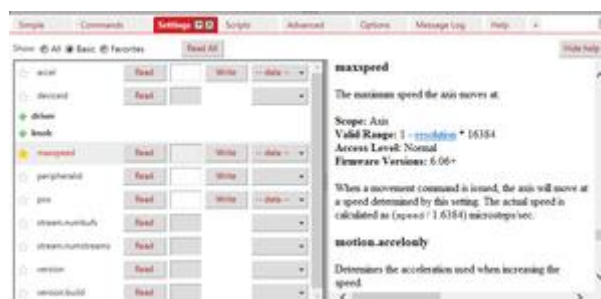 Simple Commands Settings Scripts Advanced Options Message Log Help +
Show: All Basic Favorites Read All Hide help
accel Read Write -- data --
deviceid Read
driver
knob
maxspeed Read Write -- data --
peripheralid Read Write
pos Read Write -- data --
stream.numbufs Read
stream.numstreams Read
version Read
version.build Read
maxspeed
The maximum speed the axis moves at.
Scope: Axis
Valid Range: 1 - resolution * 16384
Access Level: Normal
Firmware Versions: 6.06+
When a movement command is issued, the axis will move at
a speed determined by this setting. The actual speed is
calculated as (speed / 1.6384) microsteps/sec.
motion.accelonly
Determines the acceleration used when increasing the
speed.